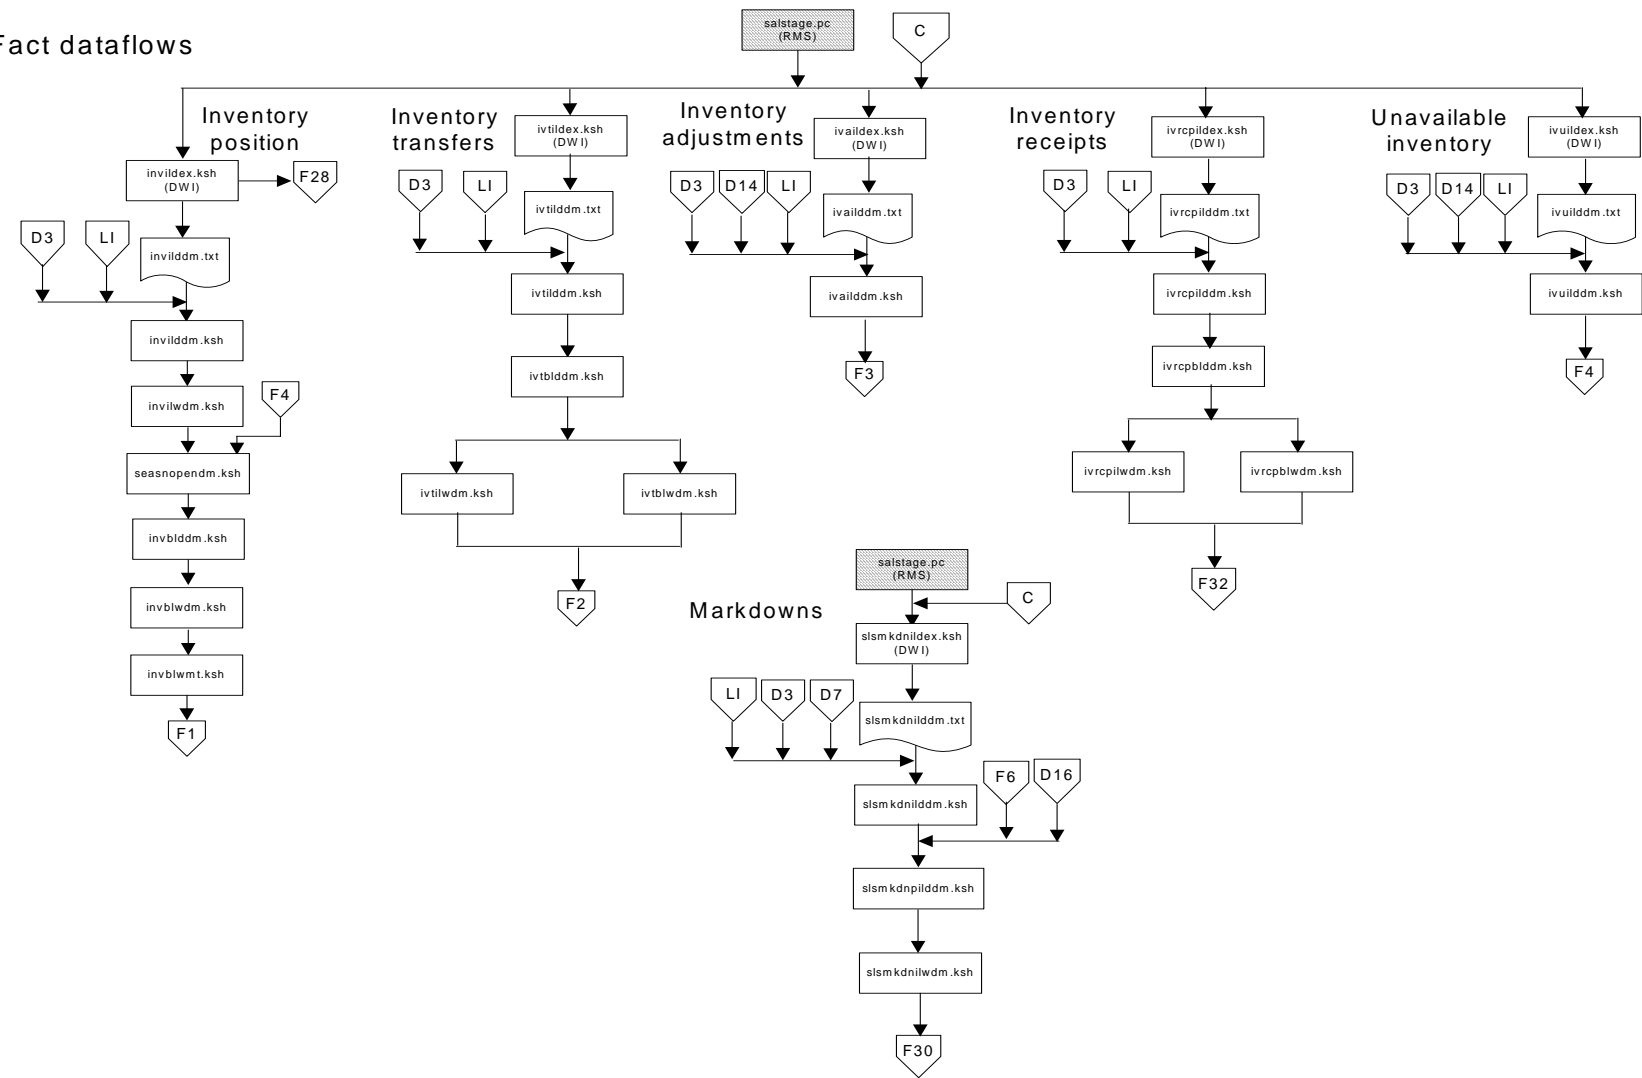 Fact dataflows
salstage.pc
(RMS)
C
Inventory
position
invildex.ksh
(DWI)
F28
D3
LI
invilddm.txt
invilddm.ksh
invilwdm.ksh
F4
seasnopendm.ksh
invblddm.ksh
invblwdm.ksh
invblwmt.ksh
F1
Inventory
transfers
ivtildex.ksh
(DWI)
D3
LI
ivtilddm.txt
ivtilddm.ksh
ivtblddm.ksh
ivtilwdm.ksh
ivtblwdm.ksh
F2
Inventory
adjustments
ivaildex.ksh
(DWI)
D3
D14
LI
ivailddm.txt
ivailddm.ksh
F3
Inventory
receipts
ivrcpildex.ksh
(DWI)
D3
LI
ivrcpilddm.txt
ivrcpilddm.ksh
ivrcpblddm.ksh
ivrcpilwdm.ksh
ivrcpblwdm.ksh
F32
Unavailable
inventory
ivuildex.ksh
(DWI)
D3
D14
LI
ivuilddm.txt
ivuilddm.ksh
F4
Markdowns
salstage.pc
(RMS)
C
slsmkdnildex.ksh
(DWI)
LI
D3
D7
slsmkdnilddm.txt
slsmkdnilddm.ksh
F6
D16
slsmkdnpilddm.ksh
slsmkdnilwdm.ksh
F30